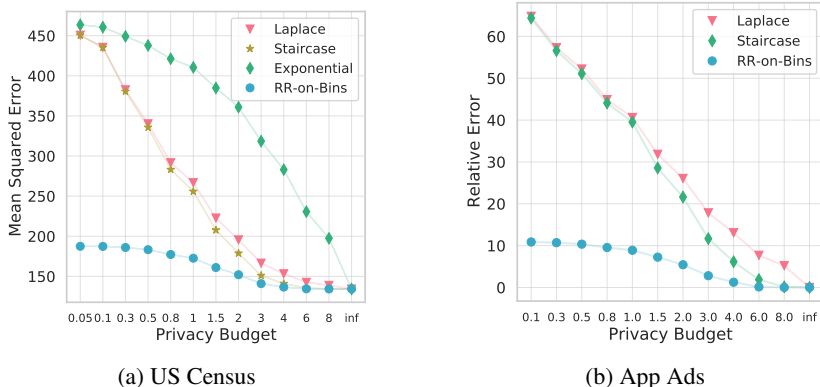 450
400
350
300
250
200
150
Mean Squared Error
Laplace
Staircase
Exponential
RR-on-Bins
0.05 0.1 0.3 0.5 0.8 1 1.5 2 3 4 6 8 inf
Privacy Budget
(a) US Census
60
50
40
30
20
10
0
Relative Error
Laplace
Staircase
RR-on-Bins
0.1 0.3 0.5 0.8 1.0 1.5 2.0 3.0 4.0 6.0 8.0 inf
Privacy Budget
(b) App Ads